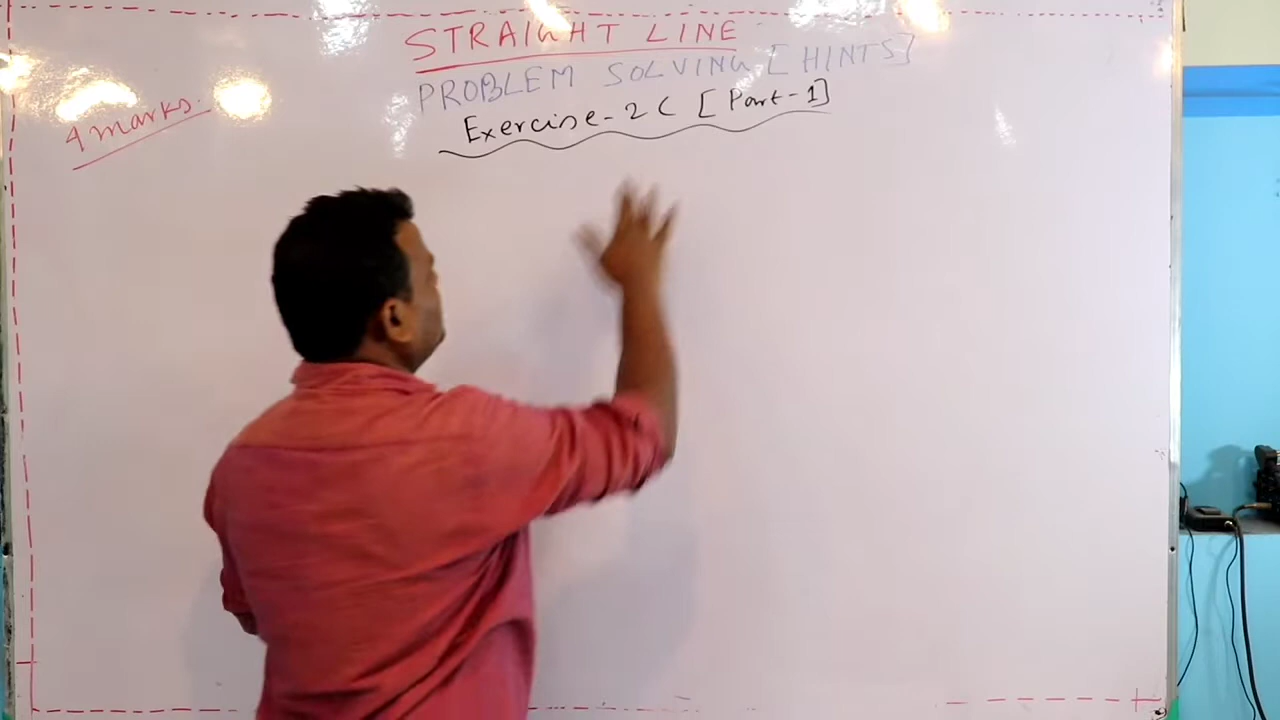 STRAIGHT LINE
PROBLEM SOLVING [HINTS]
4 marks.
Exercise-2C [Part-1]